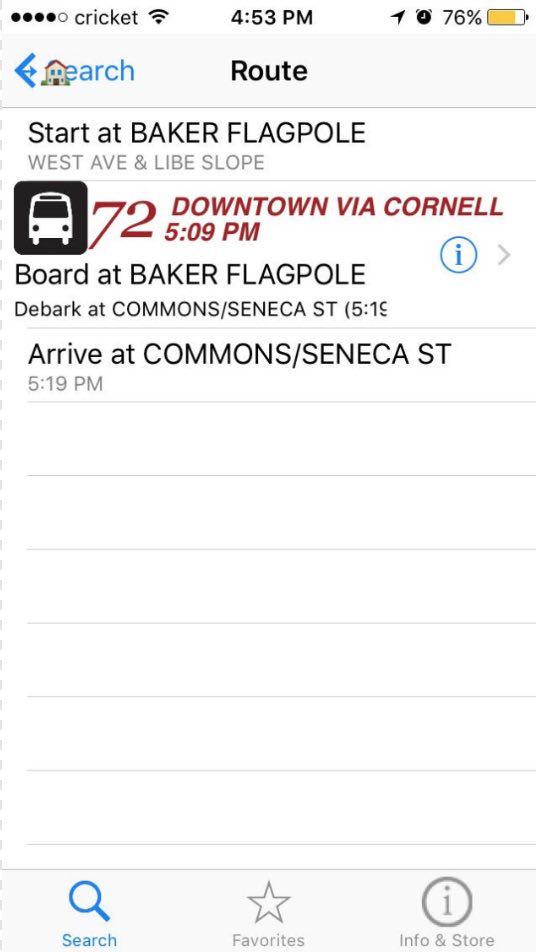 cricket 4:53 PM 76%
Search Route
Start at BAKER FLAGPOLE
WEST AVE & LIBE SLOPE
72 DOWNTOWN VIA CORNELL
5:09 PM
Board at BAKER FLAGPOLE
Debark at COMMONS/SENECA ST (5:19
Arrive at COMMONS/SENECA ST
5:19 PM
Search Favorites Info & Store